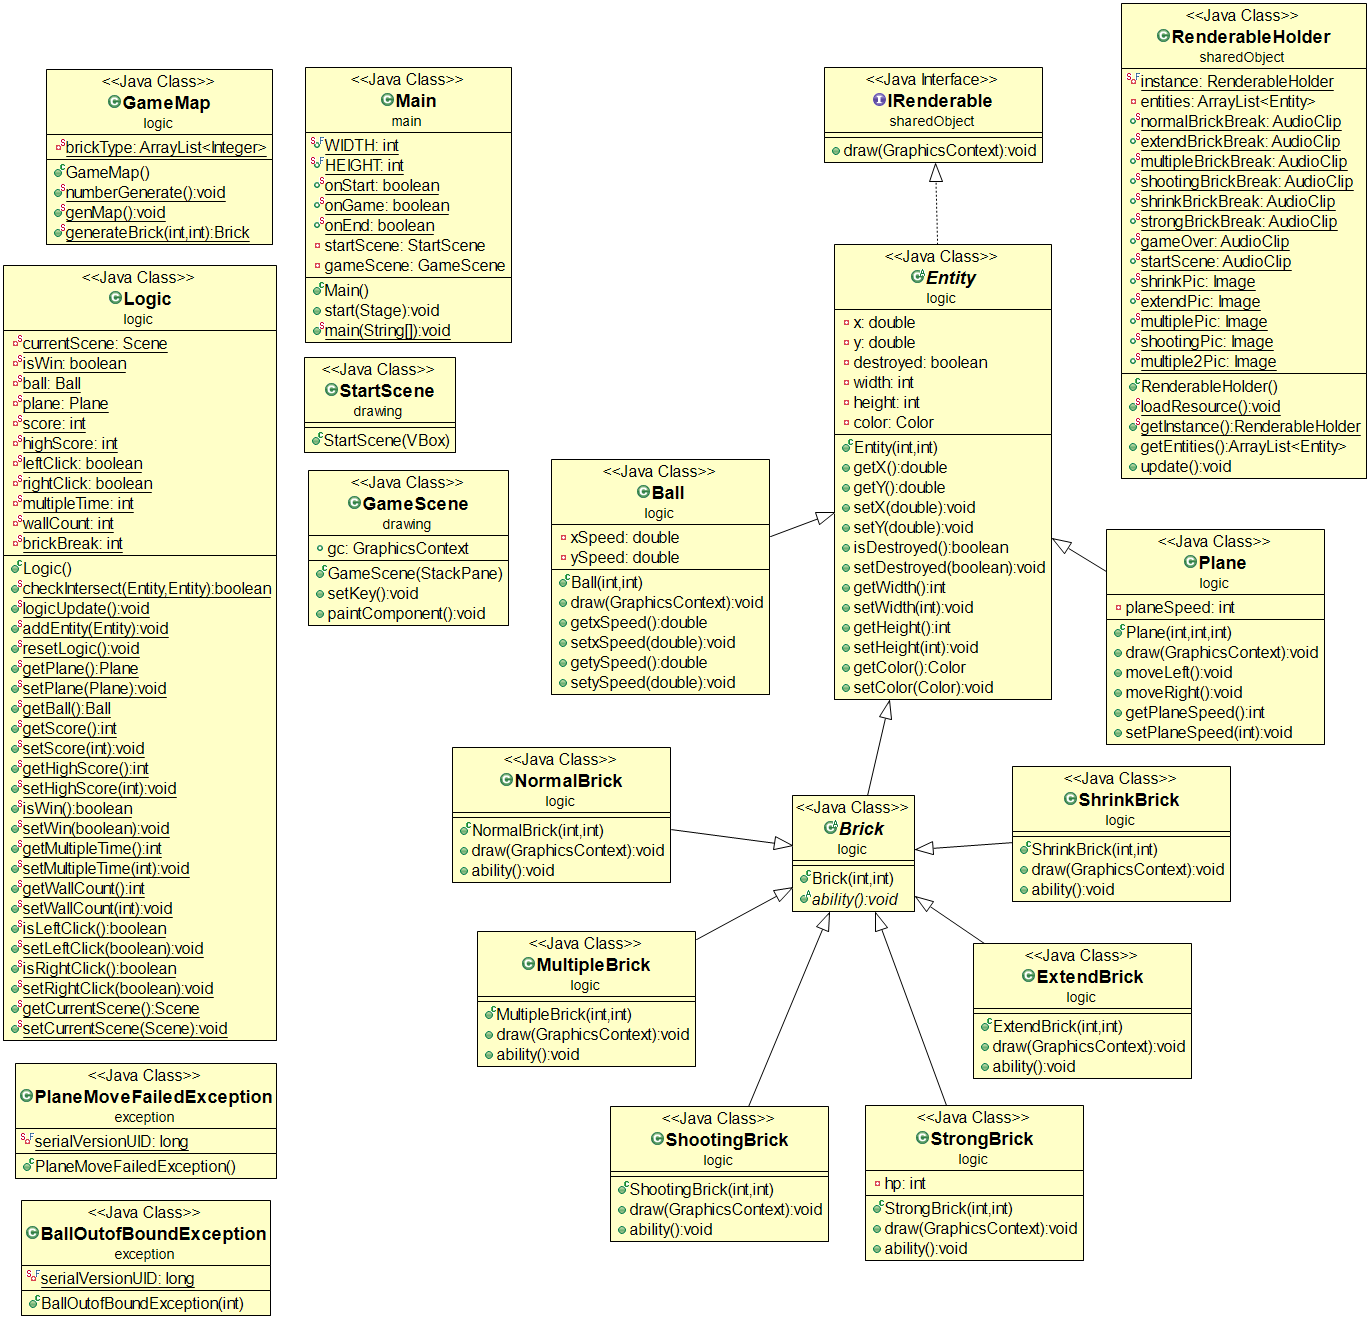 <<Java Class>>
GameMap
logic
brickType: ArrayList<Integer>
GameMap()
numberGenerate():void
genMap():void
generateBrick(int,int):Brick
<<Java Class>>
Main
main
WIDTH: int
HEIGHT: int
onStart: boolean
onGame: boolean
onEnd: boolean
startScene: StartScene
gameScene: GameScene
Main()
start(Stage):void
main(String[]):void
<<Java Interface>>
IRenderable
sharedObject
draw(GraphicsContext):void
<<Java Class>>
RenderableHolder
sharedObject
instance: RenderableHolder
entities: ArrayList<Entity>
normalBrickBreak: AudioClip
extendBrickBreak: AudioClip
multipleBrickBreak: AudioClip
shootingBrickBreak: AudioClip
shrinkBrickBreak: AudioClip
strongBrickBreak: AudioClip
gameOver: AudioClip
startScene: AudioClip
shrinkPic: Image
extendPic: Image
multiplePic: Image
shootingPic: Image
multiple2Pic: Image
RenderableHolder()
loadResource():void
getInstance():RenderableHolder
getEntities():ArrayList<Entity>
update():void
<<Java Class>>
Logic
logic
currentScene: Scene
isWin: boolean
ball: Ball
plane: Plane
score: int
highScore: int
leftClick: boolean
rightClick: boolean
multipleTime: int
wallCount: int
brickBreak: int
Logic()
checkIntersect(Entity,Entity):boolean
logicUpdate():void
addEntity(Entity):void
resetLogic():void
getPlane():Plane
setPlane(Plane):void
getBall():Ball
getScore():int
setScore(int):void
getHighScore():int
setHighScore(int):void
isWin():boolean
setWin(boolean):void
getMultipleTime():int
setMultipleTime(int):void
getWallCount():int
setWallCount(int):void
isLeftClick():boolean
setLeftClick(boolean):void
isRightClick():boolean
setRightClick(boolean):void
getCurrentScene():Scene
setCurrentScene(Scene):void
<<Java Class>>
StartScene
drawing
StartScene(VBox)
<<Java Class>>
GameScene
drawing
gc: GraphicsContext
GameScene(StackPane)
setKey():void
paintComponent():void
<<Java Class>>
Entity
logic
x: double
y: double
destroyed: boolean
width: int
height: int
color: Color
Entity(int,int)
getX():double
getY():double
setX(double):void
setY(double):void
isDestroyed():boolean
setDestroyed(boolean):void
getWidth():int
setWidth(int):void
getHeight():int
setHeight(int):void
getColor():Color
setColor(Color):void
<<Java Class>>
Ball
logic
xSpeed: double
ySpeed: double
Ball(int,int)
draw(GraphicsContext):void
getxSpeed():double
setxSpeed(double):void
getySpeed():double
setySpeed(double):void
<<Java Class>>
Plane
logic
planeSpeed: int
Plane(int,int,int)
draw(GraphicsContext):void
moveLeft():void
moveRight():void
getPlaneSpeed():int
setPlaneSpeed(int):void
<<Java Class>>
NormalBrick
logic
NormalBrick(int,int)
draw(GraphicsContext):void
ability():void
<<Java Class>>
Brick
logic
Brick(int,int)
ability():void
<<Java Class>>
ShrinkBrick
logic
ShrinkBrick(int,int)
draw(GraphicsContext):void
ability():void
<<Java Class>>
MultipleBrick
logic
MultipleBrick(int,int)
draw(GraphicsContext):void
ability():void
<<Java Class>>
ExtendBrick
logic
ExtendBrick(int,int)
draw(GraphicsContext):void
ability():void
<<Java Class>>
PlaneMoveFailedException
exception
serialVersionUID: long
PlaneMoveFailedException()
<<Java Class>>
ShootingBrick
logic
ShootingBrick(int,int)
draw(GraphicsContext):void
ability():void
<<Java Class>>
StrongBrick
logic
hp: int
StrongBrick(int,int)
draw(GraphicsContext):void
ability():void
<<Java Class>>
BallOutofBoundException
exception
serialVersionUID: long
BallOutofBoundException(int)